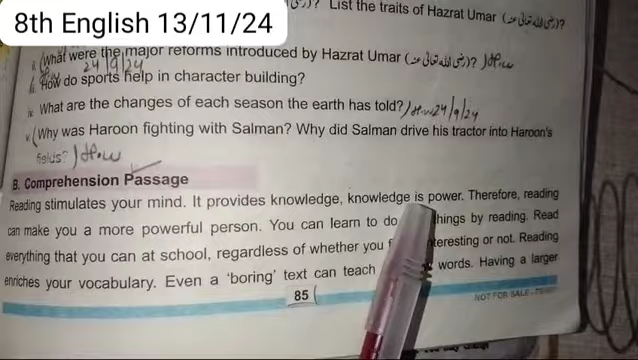 8th English 13/11/24
? List the traits of Hazrat Umar (رضی اللہ تعالیٰ عنہ)?
ii. What were the major reforms introduced by Hazrat Umar (رضی اللہ تعالیٰ عنہ)? H.w
24/9/24
iii. How do sports help in character building?
iv. What are the changes of each season the earth has told? H.w 24/9/24
v. Why was Haroon fighting with Salman? Why did Salman drive his tractor into Haroon's
fields? H.w
B. Comprehension Passage
Reading stimulates your mind. It provides knowledge, knowledge is power. Therefore, reading
can make you a more powerful person. You can learn to do things by reading. Read
everything that you can at school, regardless of whether you interesting or not. Reading
enriches your vocabulary. Even a 'boring' text can teach words. Having a larger
85
NOT FOR SALE